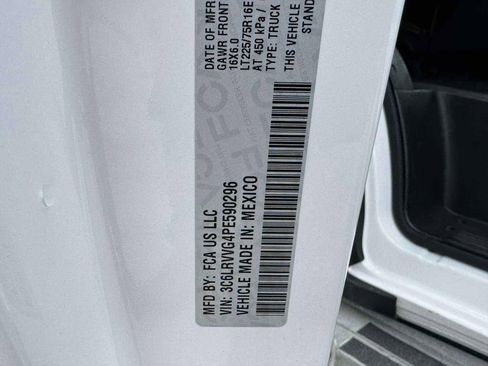 MFD BY: FCA US LLC
VIN: 3C6LRVVG4PE590296
VEHICLE MADE IN: MEXICO
DATE OF MFR
GAWR FRONT
16X6.0
LT225/75R16E
AT 450 kPa /
TYPE: TRUCK
THIS VEHICLE
STAND